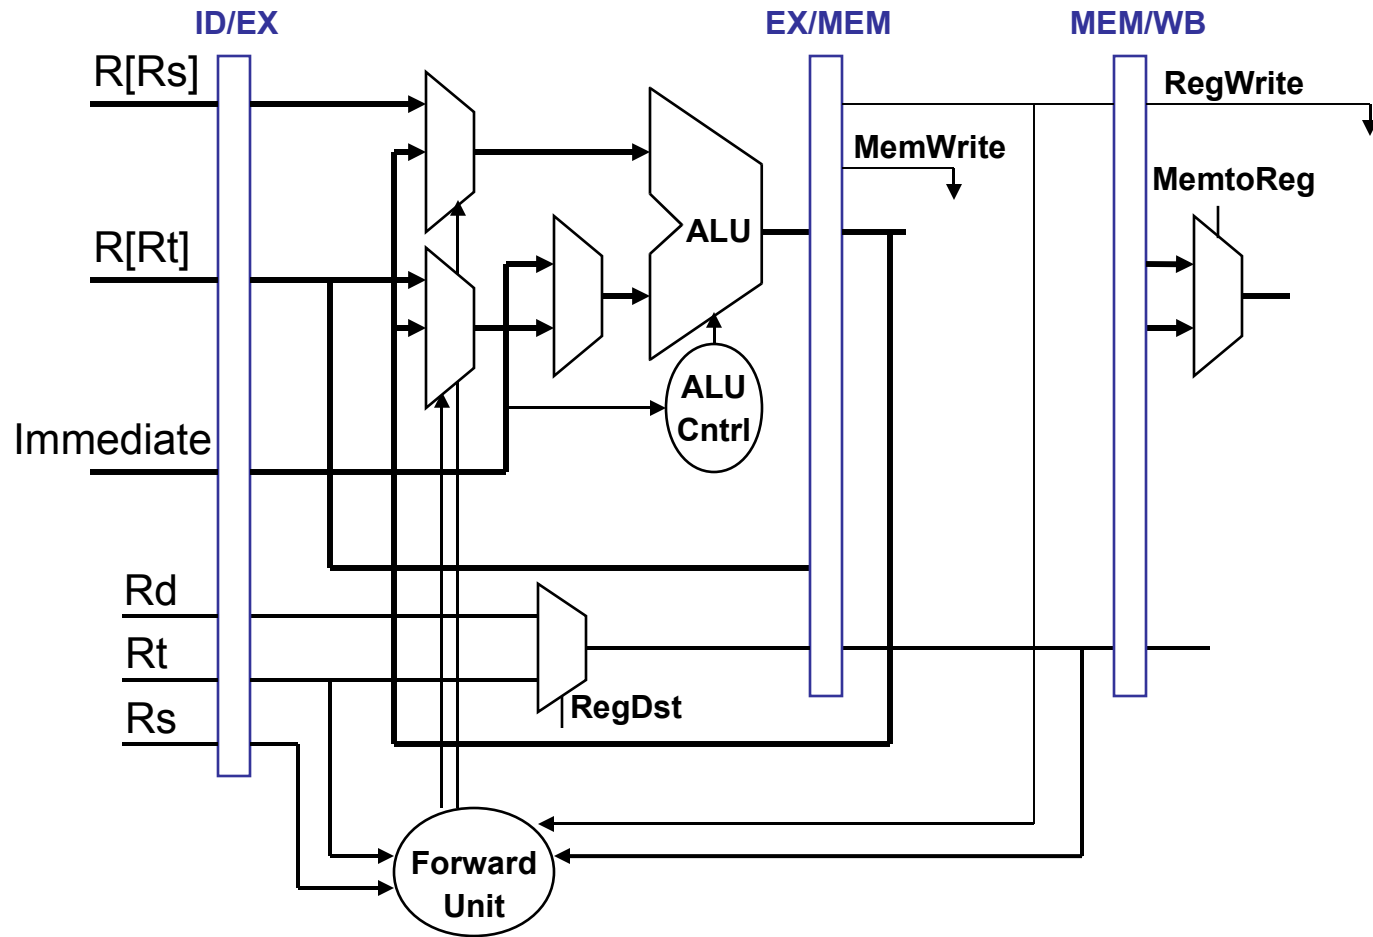 ID/EX
EX/MEM
MEM/WB
R[Rs]
RegWrite
MemWrite
MemtoReg
R[Rt]
ALU
ALU
Cntrl
Immediate
Rd
Rt
RegDst
Rs
Forward
Unit